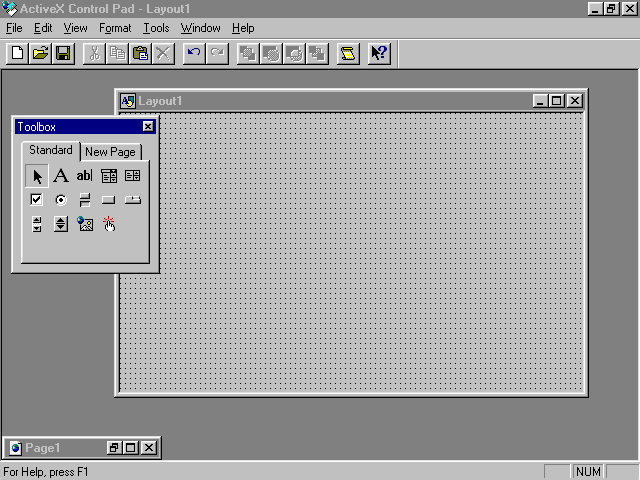 ActiveX Control Pad - Layout1
File Edit View Format Tools Window Help
Layout1
Toolbox
Standard New Page
A ab|
Page1
For Help, press F1 NUM